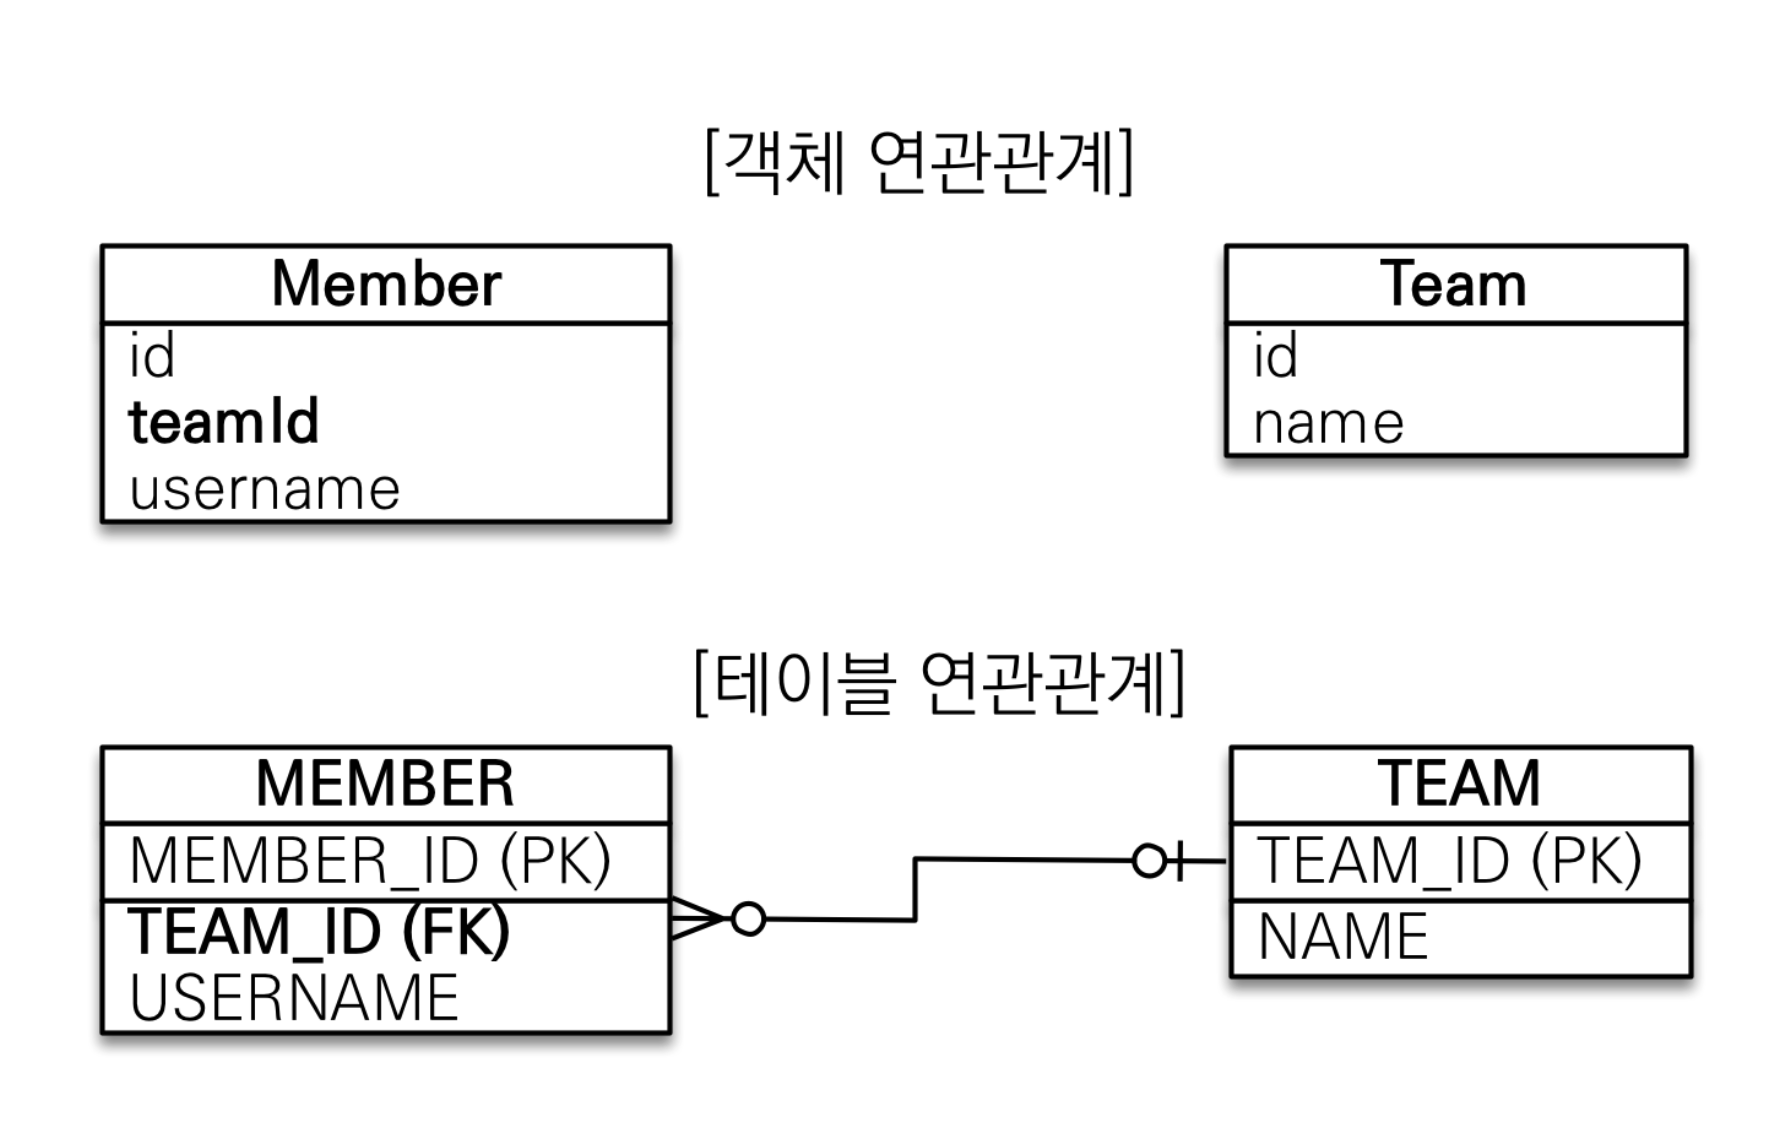 [객체 연관관계]
Member
id
teamId
username
Team
id
name
[테이블 연관관계]
MEMBER
MEMBER_ID (PK)
TEAM_ID (FK)
USERNAME
TEAM
TEAM_ID (PK)
NAME